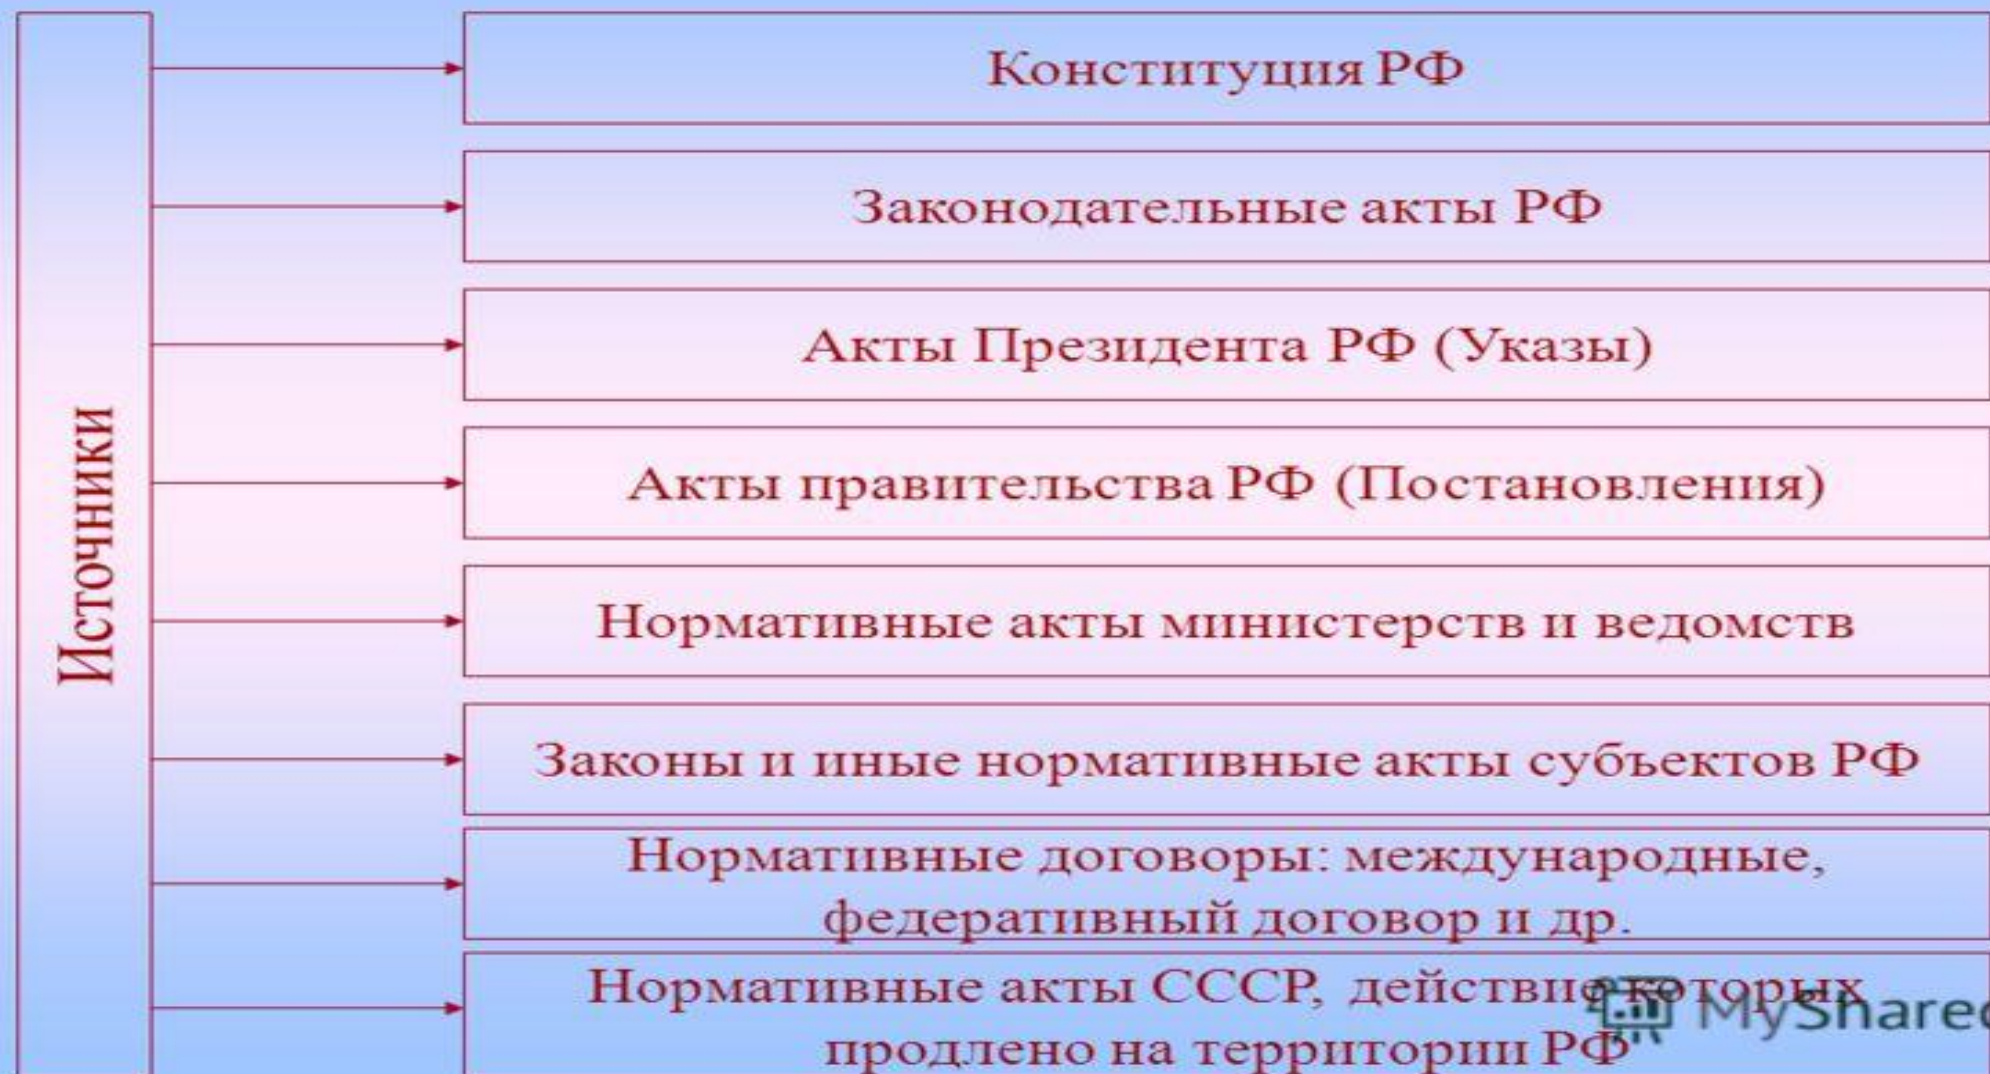 Источники
Конституция РФ
Законодательные акты РФ
Акты Президента РФ (Указы)
Акты правительства РФ (Постановления)
Нормативные акты министерств и ведомств
Законы и иные нормативные акты субъектов РФ
Нормативные договоры: международные,
федеративный договор и др.
Нормативные акты СССР, действие которых
продлено на территории РФ
MyShared